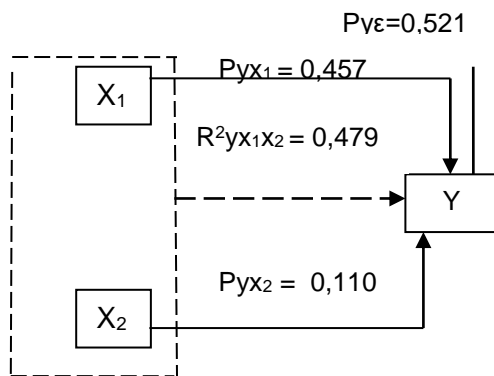 Pyε=0,521
X₁
Pyx₁ = 0,457
R²yx₁x₂ = 0,479
Y
Pyx₂ = 0,110
X₂